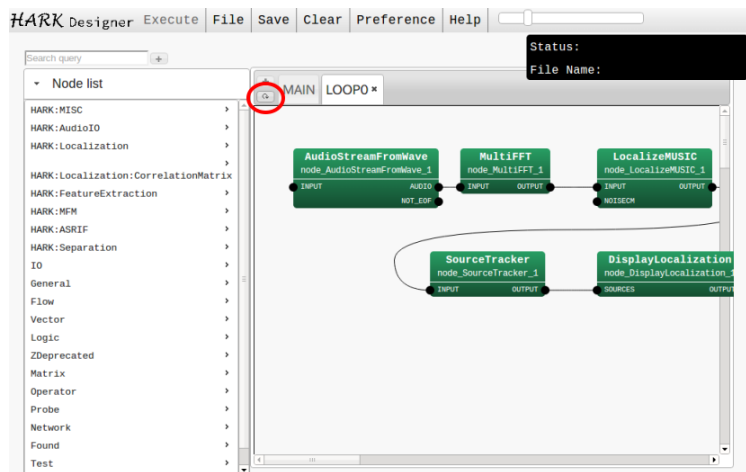 HARK Designer Execute File Save Clear Preference Help
Status:
File Name:
Search query +
Node list
MAIN LOOP0 ×
HARK:MISC
HARK:AudioIO
HARK:Localization
HARK:Localization:CorrelationMatrix
HARK:FeatureExtraction
HARK:MFM
HARK:ASRIF
HARK:Separation
IO
General
Flow
Vector
Logic
ZDeprecated
Matrix
Operator
Probe
Network
Found
Test
AudioStreamFromWave
node_AudioStreamFromWave_1
INPUT AUDIO
NOT_EOF
MultiFFT
node_MultiFFT_1
INPUT OUTPUT
LocalizeMUSIC
node_LocalizeMUSIC_1
INPUT OUTPUT
NOISECM
SourceTracker
node_SourceTracker_1
INPUT OUTPUT
DisplayLocalization
node_DisplayLocalization_1
SOURCES OUTPUT